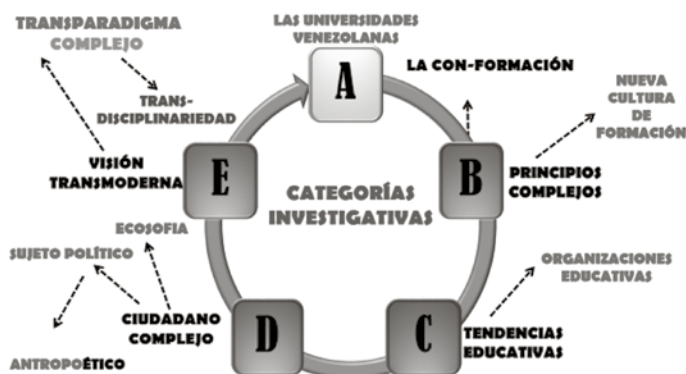 TRANSPARADIGMA
COMPLEJO
LAS UNIVERSIDADES
VENEZOLANAS
A
LA CON-FORMACIÓN
NUEVA
CULTURA
DE
FORMACIÓN
TRANS-
DISCIPLINARIEDAD
VISIÓN
TRANSMODERNA
E
CATEGORÍAS
INVESTIGATIVAS
B
PRINCIPIOS
COMPLEJOS
ECOSOFIA
SUJETO POLÍTICO
ORGANIZACIONES
EDUCATIVAS
CIUDADANO
COMPLEJO
D
C
TENDENCIAS
EDUCATIVAS
ANTROPOÉTICO